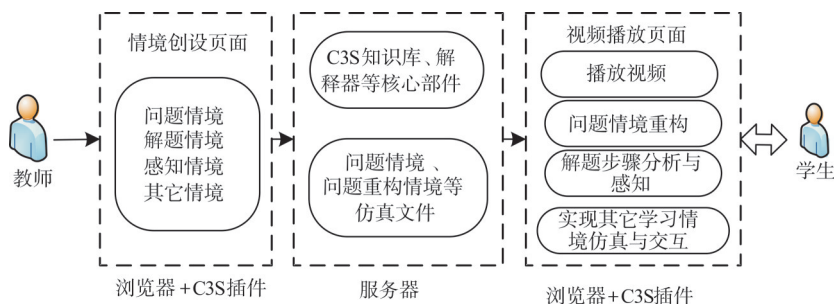 教师
情境创设页面
问题情境
解题情境
感知情境
其它情境
浏览器+C3S插件
C3S知识库、解
释器等核心部件
问题情境、
问题重构情境等
仿真文件
服务器
视频播放页面
播放视频
问题情境重构
解题步骤分析与
感知
实现其它学习情
境仿真与交互
浏览器+C3S插件
学生